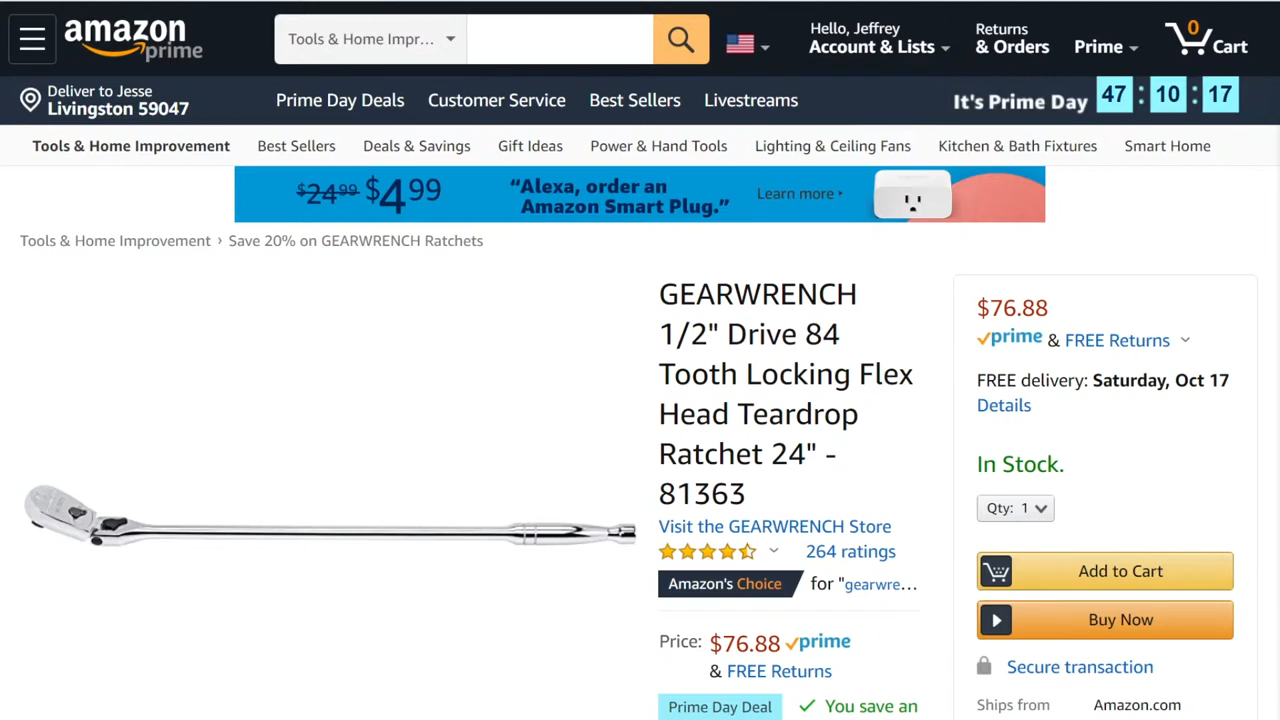 amazon prime
Tools & Home Impr...
Hello, Jeffrey
Account & Lists
Returns
& Orders
Prime
0
Cart
Deliver to Jesse
Livingston 59047
Prime Day Deals
Customer Service
Best Sellers
Livestreams
It's Prime Day 47 : 10 : 17
Tools & Home Improvement
Best Sellers
Deals & Savings
Gift Ideas
Power & Hand Tools
Lighting & Ceiling Fans
Kitchen & Bath Fixtures
Smart Home
$24.99 $4.99
“Alexa, order an
Amazon Smart Plug.”
Learn more
Tools & Home Improvement › Save 20% on GEARWRENCH Ratchets
GEARWRENCH
1/2" Drive 84
Tooth Locking Flex
Head Teardrop
Ratchet 24" -
81363
Visit the GEARWRENCH Store
264 ratings
Amazon's Choice for "gearwre...
Price: $76.88 prime
& FREE Returns
Prime Day Deal
You save an
$76.88
prime & FREE Returns
FREE delivery: Saturday, Oct 17
Details
In Stock.
Qty: 1
Add to Cart
Buy Now
Secure transaction
Ships from Amazon.com